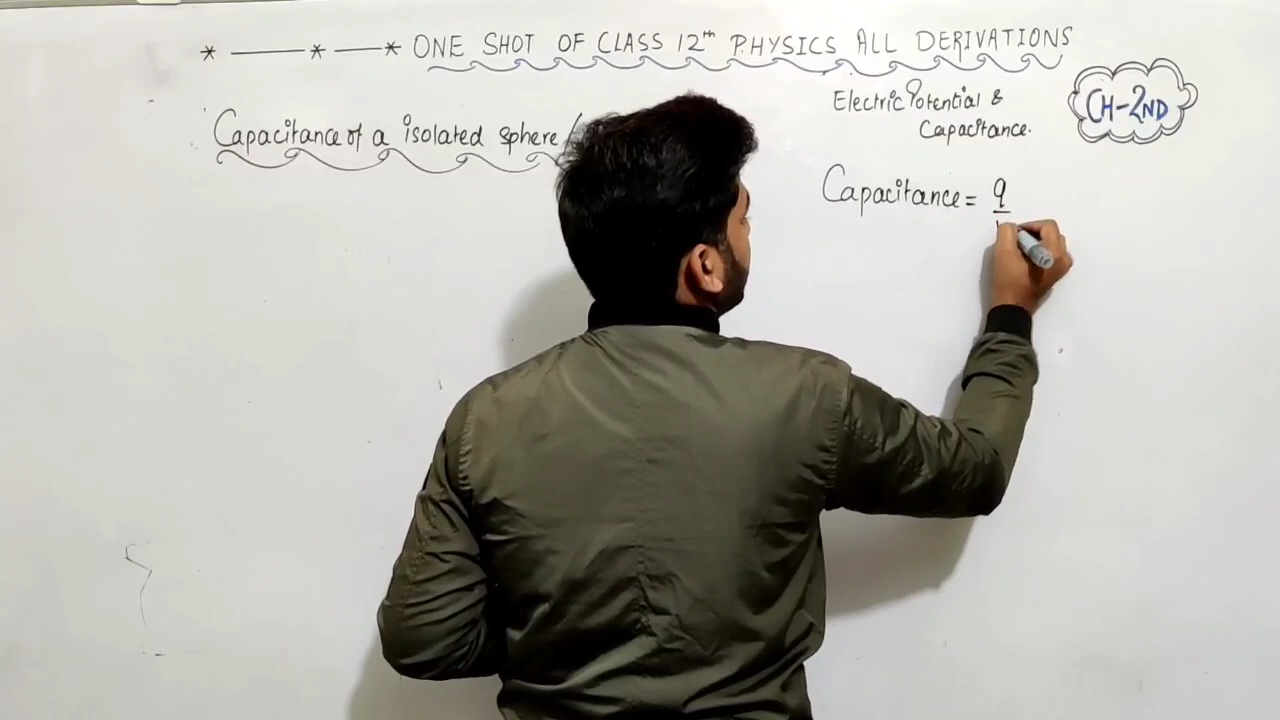 * —— * — * ONE SHOT OF CLASS 12th PHYSICS ALL DERIVATIONS
Electric Potential &
Capacitance.
CH-2ND
Capacitance of a isolated sphere /
Capacitance = q